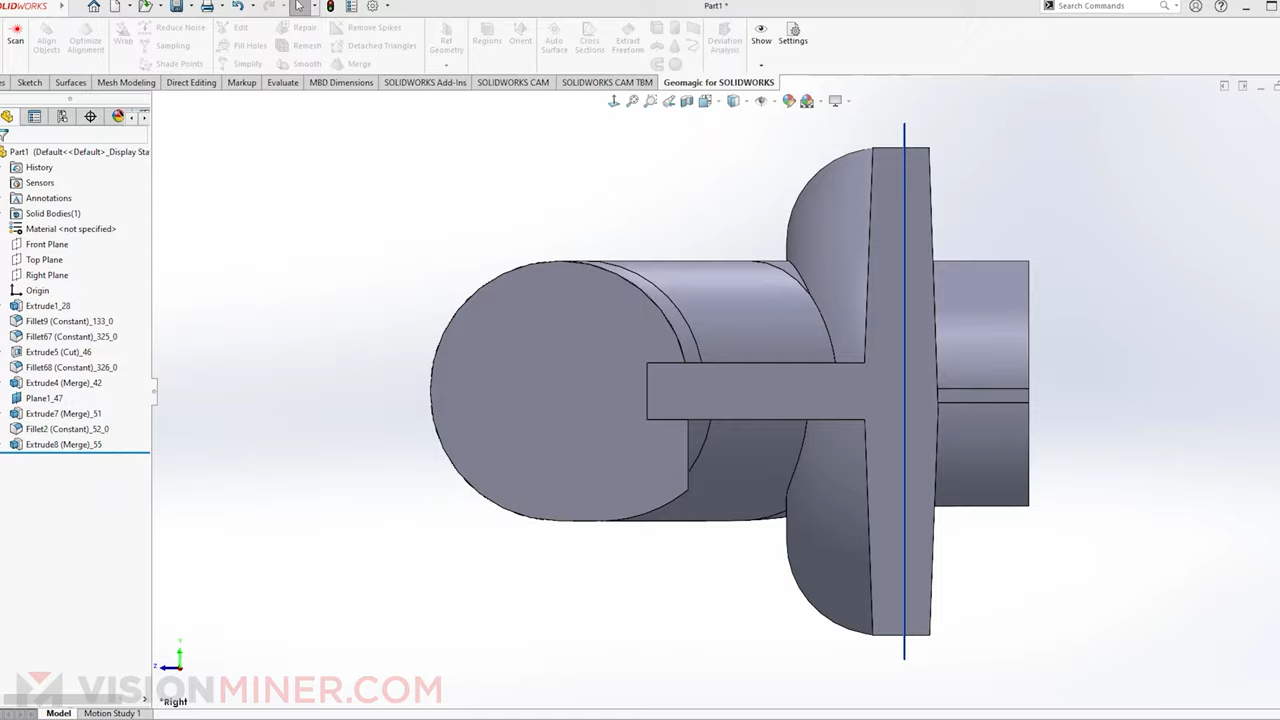 SOLIDWORKS
Part1 *
Search Commands
Scan
Align Objects
Optimize Alignment
Reduce Noise
Sampling
Shade Points
Wrap
Edit
Fill Holes
Simplify
Repair
Remesh
Smooth
Remove Spikes
Detached Triangles
Merge
Ref Geometry
Regions
Orient
Auto Surface
Cross Sections
Extract Freeform
Deviation Analysis
Show
Settings
s
Sketch
Surfaces
Mesh Modeling
Direct Editing
Markup
Evaluate
MBD Dimensions
SOLIDWORKS Add-Ins
SOLIDWORKS CAM
SOLIDWORKS CAM TBM
Geomagic for SOLIDWORKS
Part1 (Default<<Default>_Display Sta
History
Sensors
Annotations
Solid Bodies(1)
Material <not specified>
Front Plane
Top Plane
Right Plane
Origin
Extrude1_28
Fillet9 (Constant)_133_0
Fillet67 (Constant)_325_0
Extrude5 (Cut)_46
Fillet68 (Constant)_326_0
Extrude4 (Merge)_42
Plane1_47
Extrude7 (Merge)_51
Fillet2 (Constant)_52_0
Extrude8 (Merge)_55
Y
Z
*Right
VISIONMINER.COM
Model
Motion Study 1